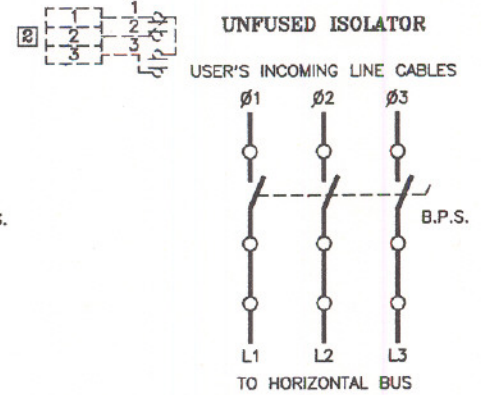 1 1
2 2 2
3 3
UNFUSED ISOLATOR
USER'S INCOMING LINE CABLES
Ø1 Ø2 Ø3
B.P.S.
L1 L2 L3
TO HORIZONTAL BUS